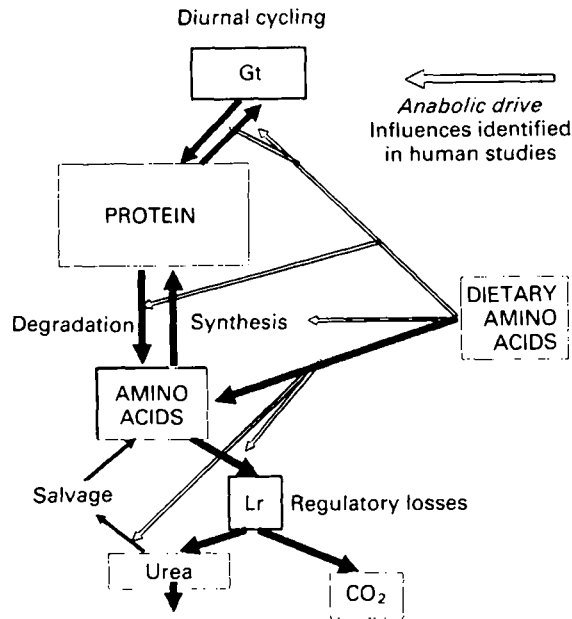 Diurnal cycling
Gt
Anabolic drive
Influences identified
in human studies
PROTEIN
DIETARY
AMINO
ACIDS
Degradation
Synthesis
AMINO
ACIDS
Salvage
Lr
Regulatory losses
Urea
CO₂